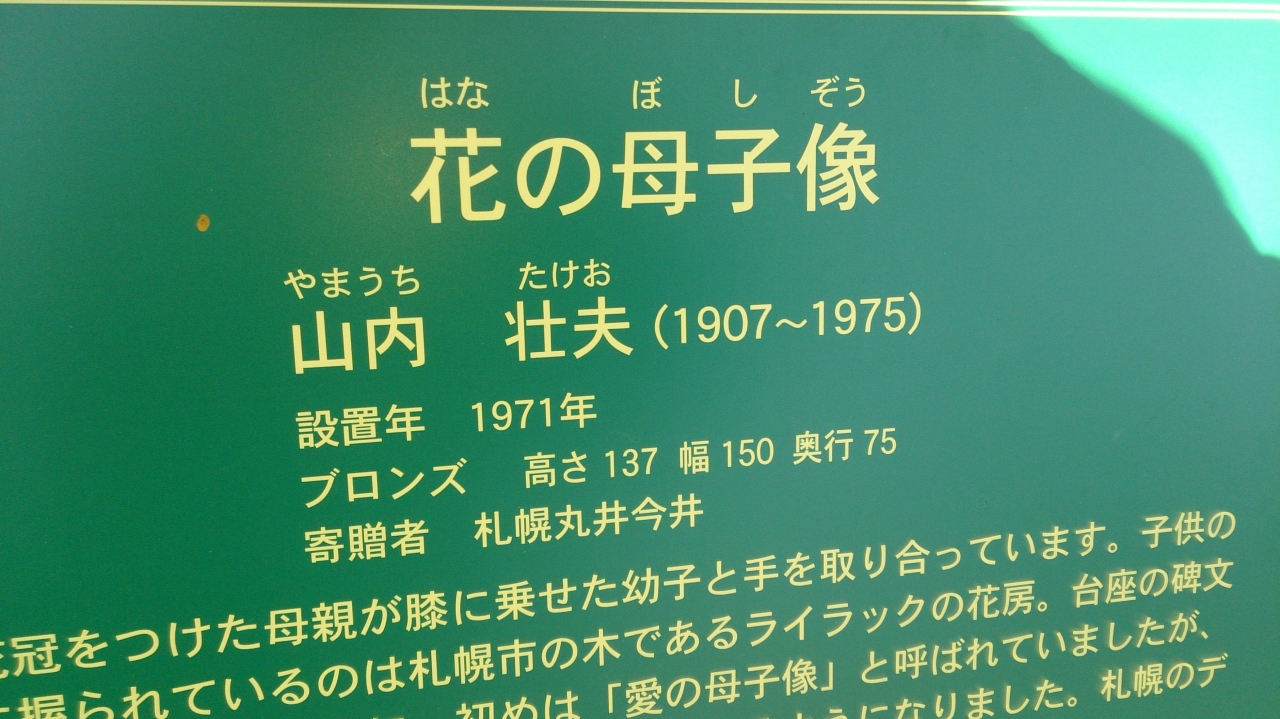 はな ぼ し ぞう
花の母子像
やまうち たけお
山内 壮夫 (1907~1975)
設置年 1971年
ブロンズ 高さ 137 幅 150 奥行 75
寄贈者 札幌丸井今井
冠をつけた母親が膝に乗せた幼子と手を取り合っています。子供の
握られているのは札幌市の木であるライラックの花房。台座の碑文
初めは「愛の母子像」と呼ばれていましたが、
ようになりました。札幌のデ